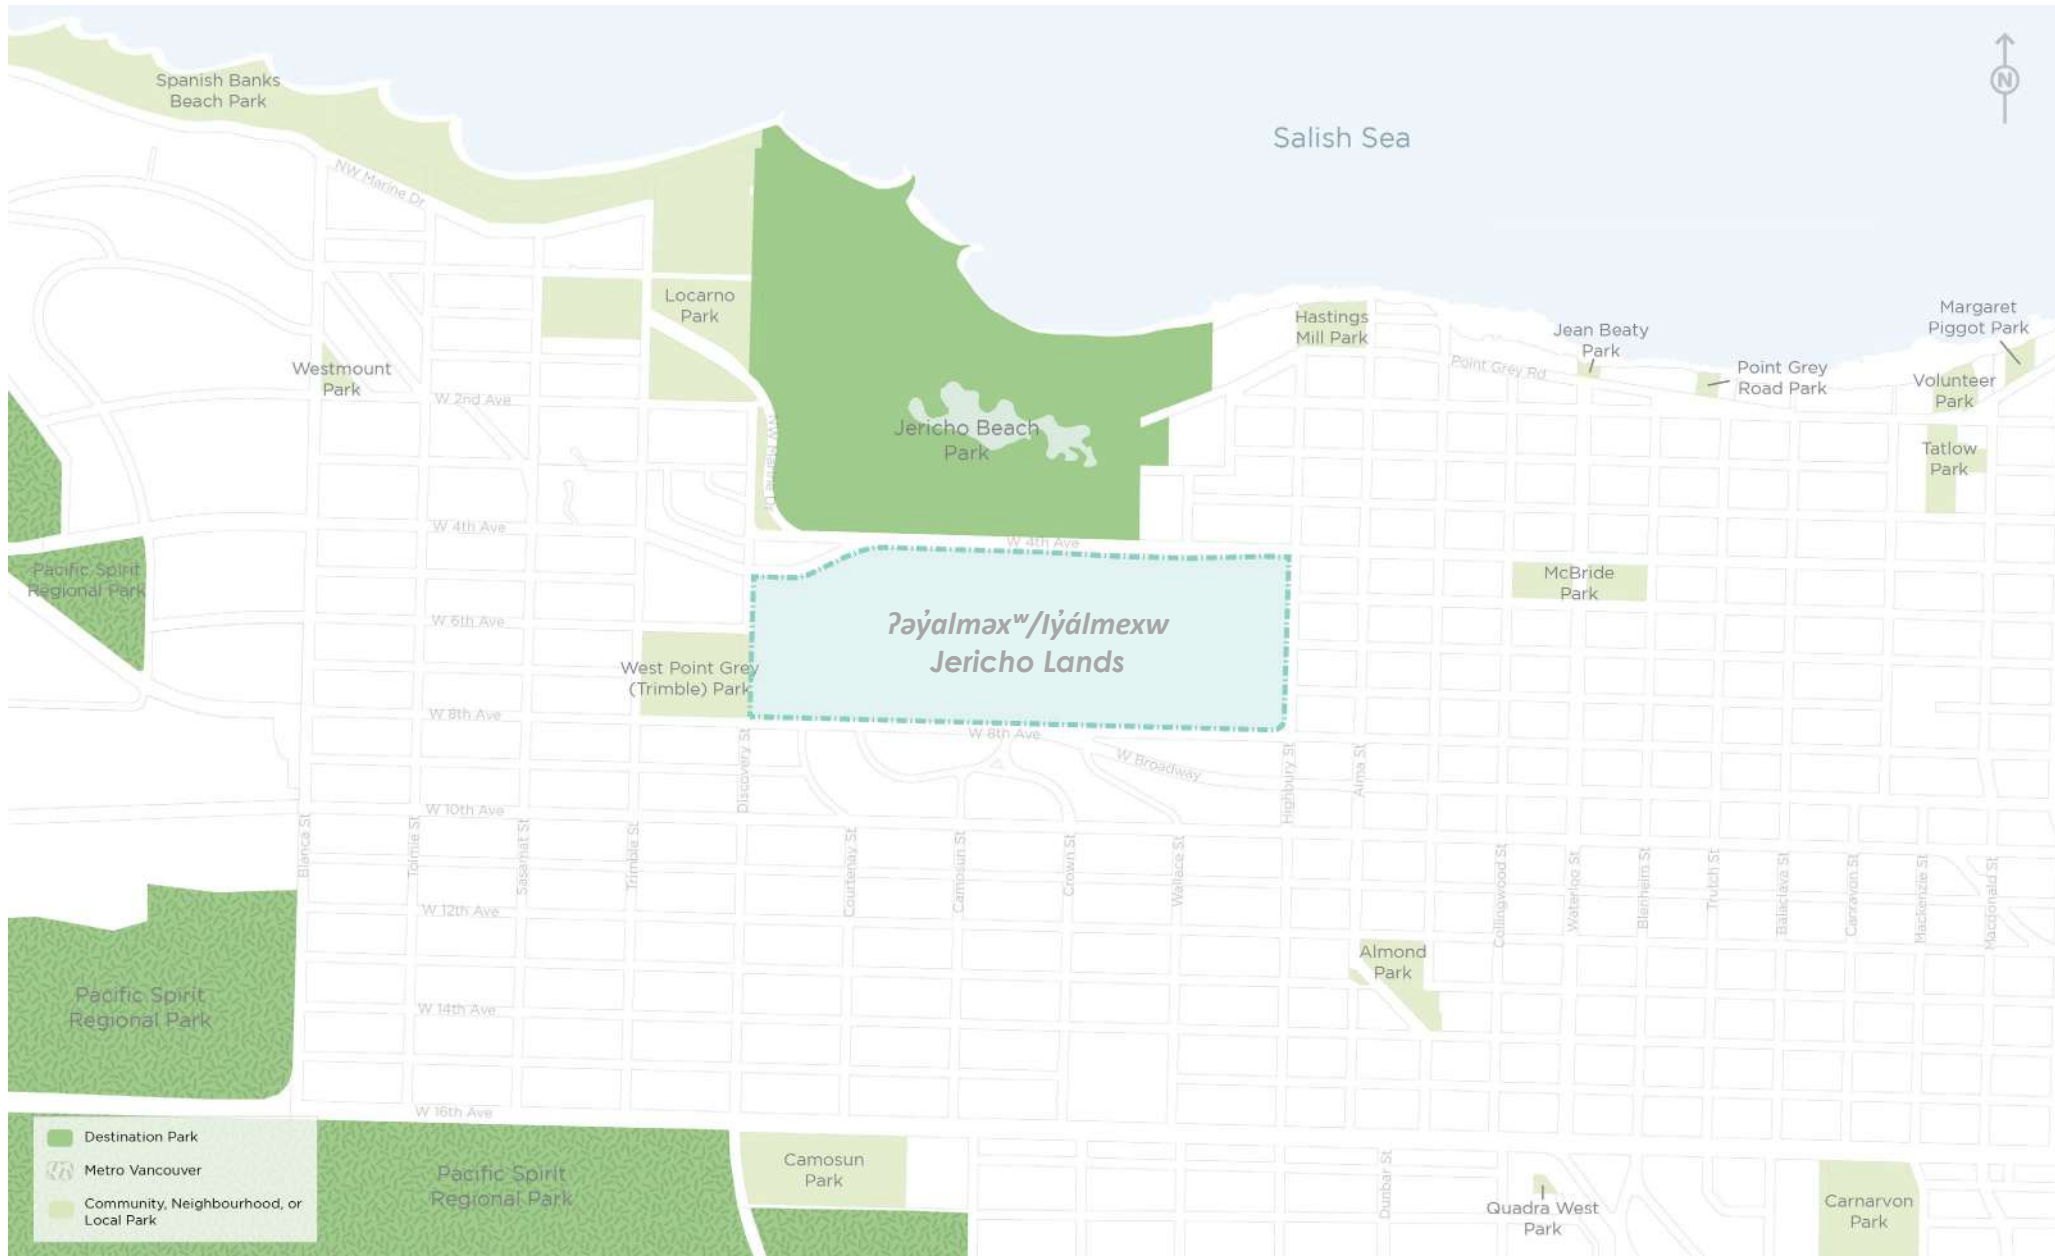 Spanish Banks
Beach Park
N
Salish Sea
NW Marine Dr
Locarno
Park
Hastings
Mill Park
Jean Beaty
Park
Margaret
Piggot Park
Point Grey Rd
Point Grey
Road Park
Volunteer
Park
Westmount
Park
W 2nd Ave
NW Marine Dr
Jericho Beach
Park
Tatlow
Park
W 4th Ave
W 4th Ave
Pacific Spirit
Regional Park
McBride
Park
W 6th Ave
ʔəy̓alməxʷ/Iy̓álmexw
Jericho Lands
West Point Grey
(Trimble) Park
W 8th Ave
W 8th Ave
W Broadway
Discovery St
Highbury St
Alma St
W 10th Ave
Blanca St
Tolmie St
Sasamat St
Trimble St
Courtenay St
Camosun St
Crown St
Wallace St
Collingwood St
Waterloo St
Blenheim St
Trutch St
Balaclava St
Canravon St
Mackenzie St
Macdonald St
W 12th Ave
Almond
Park
Pacific Spirit
Regional Park
W 14th Ave
W 16th Ave
Destination Park
Metro Vancouver
Community, Neighbourhood, or
Local Park
Pacific Spirit
Regional Park
Camosun
Park
Dunbar St
Quadra West
Park
Carnarvon
Park